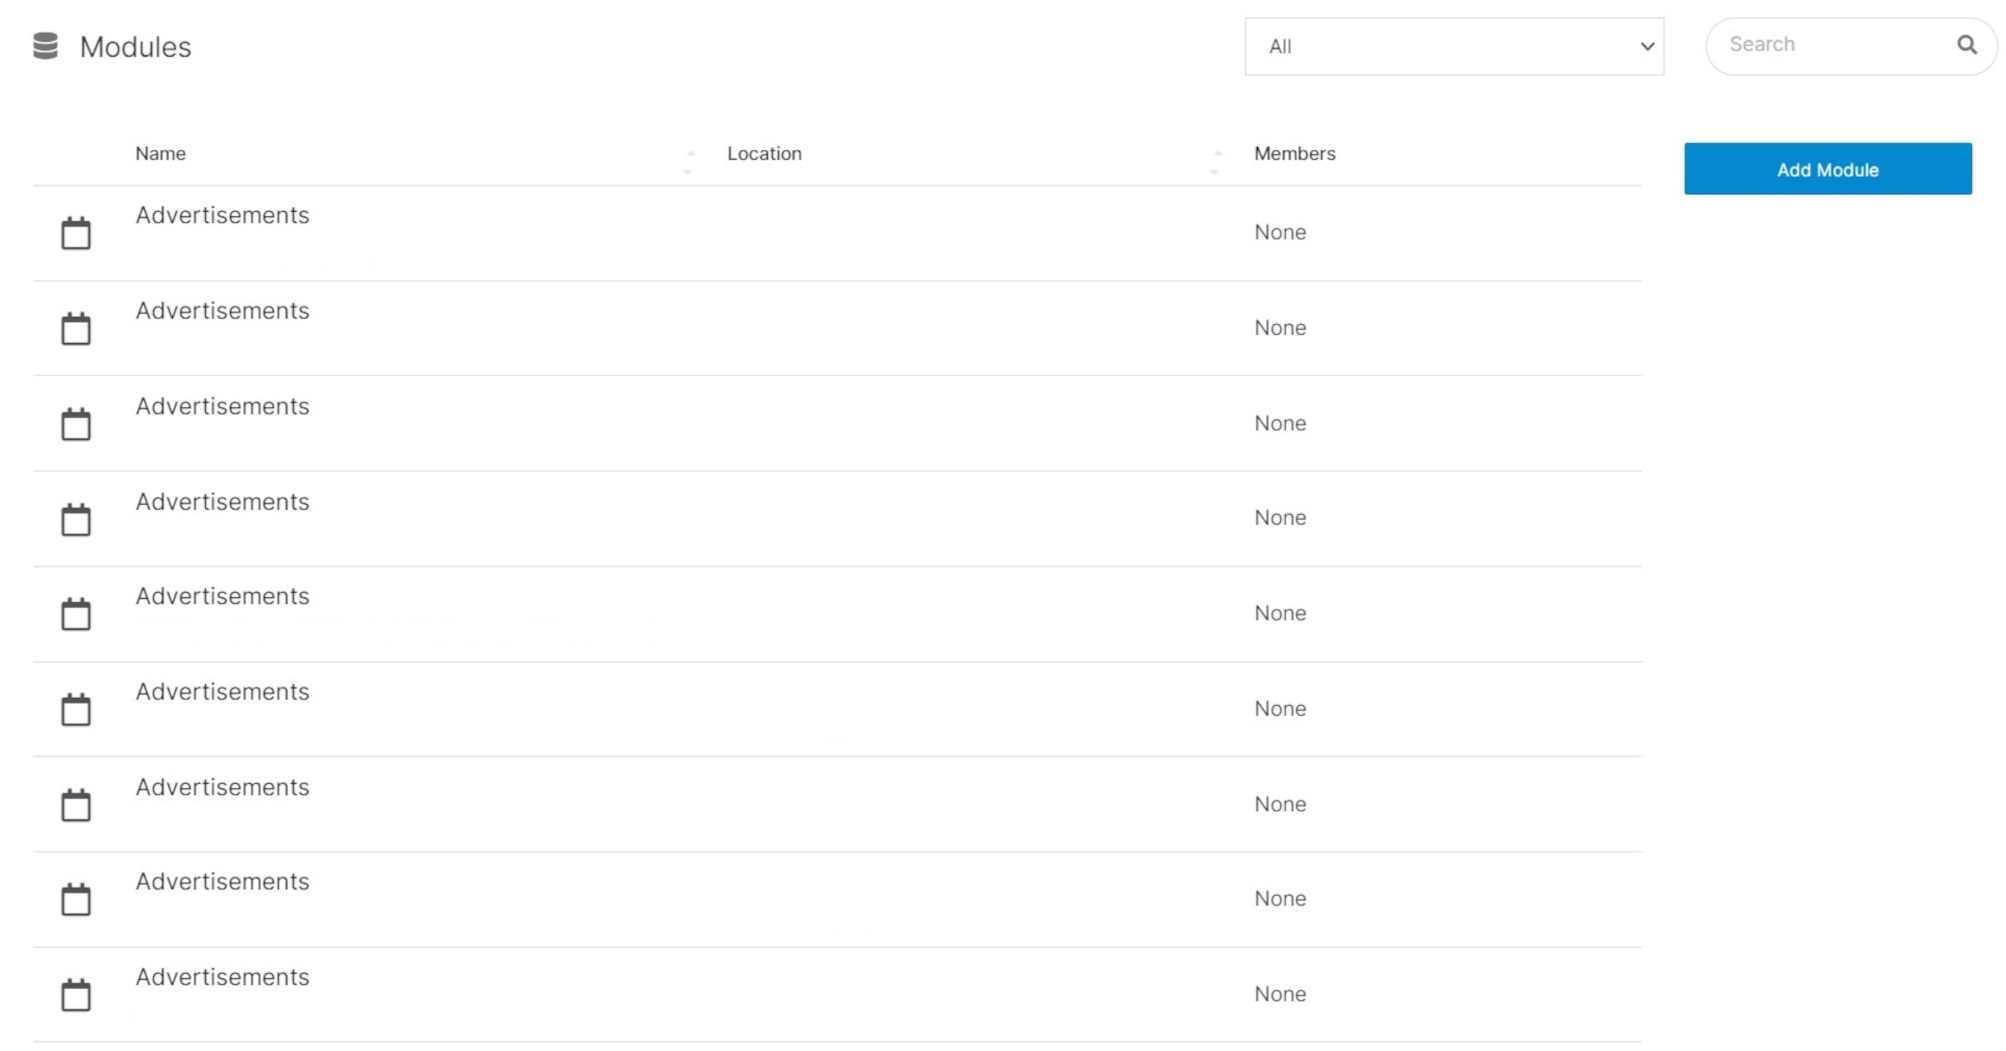 Modules
All
Search
Name Location Members
Add Module
Advertisements
None
Advertisements
None
Advertisements
None
Advertisements
None
Advertisements
None
Advertisements
None
Advertisements
None
Advertisements
None
Advertisements
None